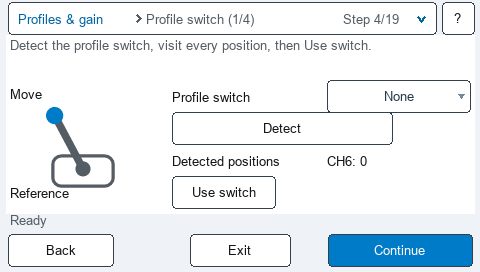 Profiles & gain > Profile switch (1/4) Step 4/19 ?
Detect the profile switch, visit every position, then Use switch.
Move
Profile switch None
Detect
Detected positions CH6: 0
Reference
Use switch
Ready
Back Exit Continue